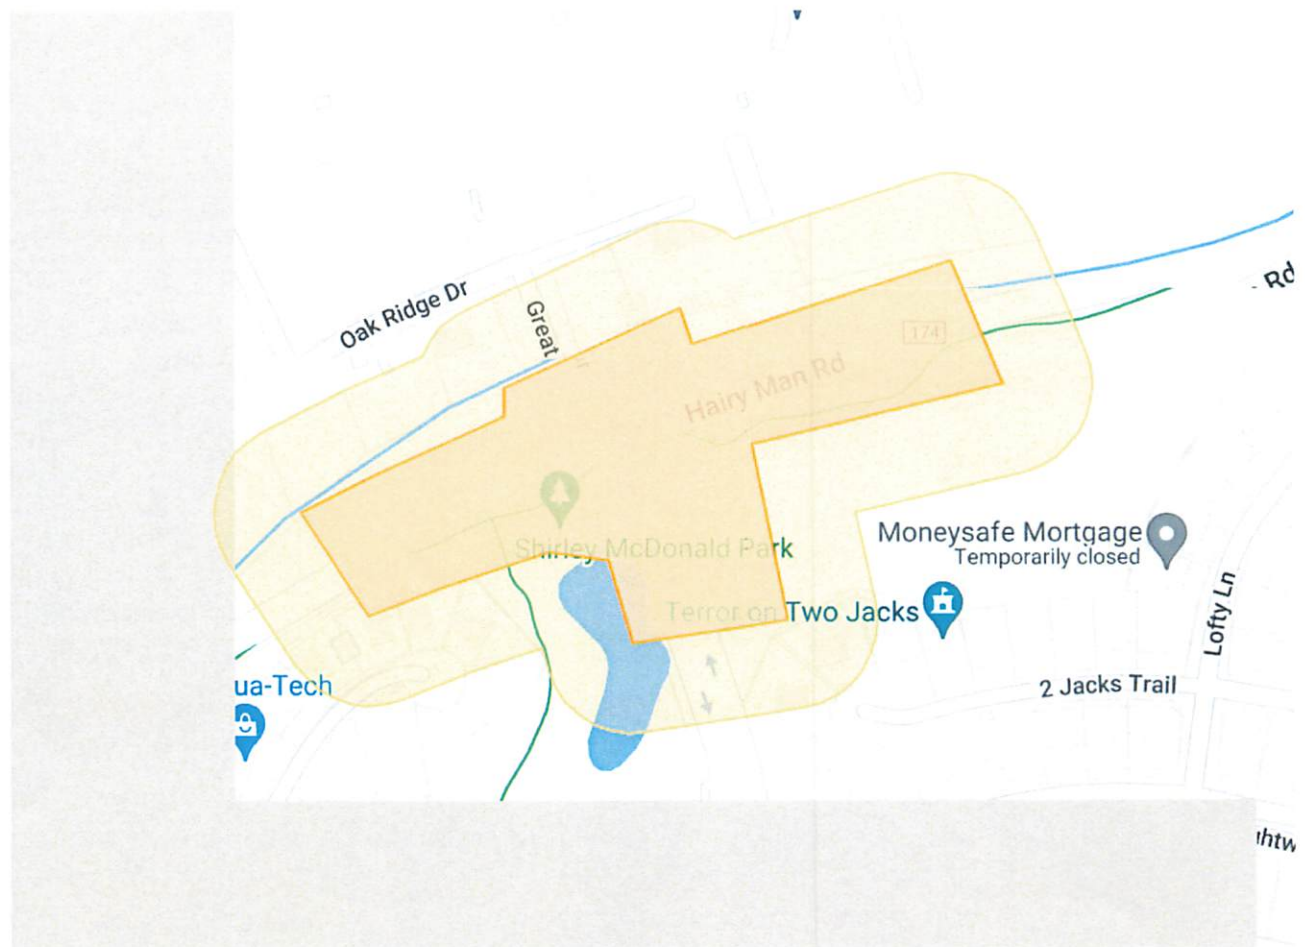 Oak Ridge Dr
Great
Rd
174
Hairy Man Rd
Shirley McDonald Park
Moneysafe Mortgage
Temporarily closed
Terror on Two Jacks
Lofty Ln
ua-Tech
2 Jacks Trail
htw